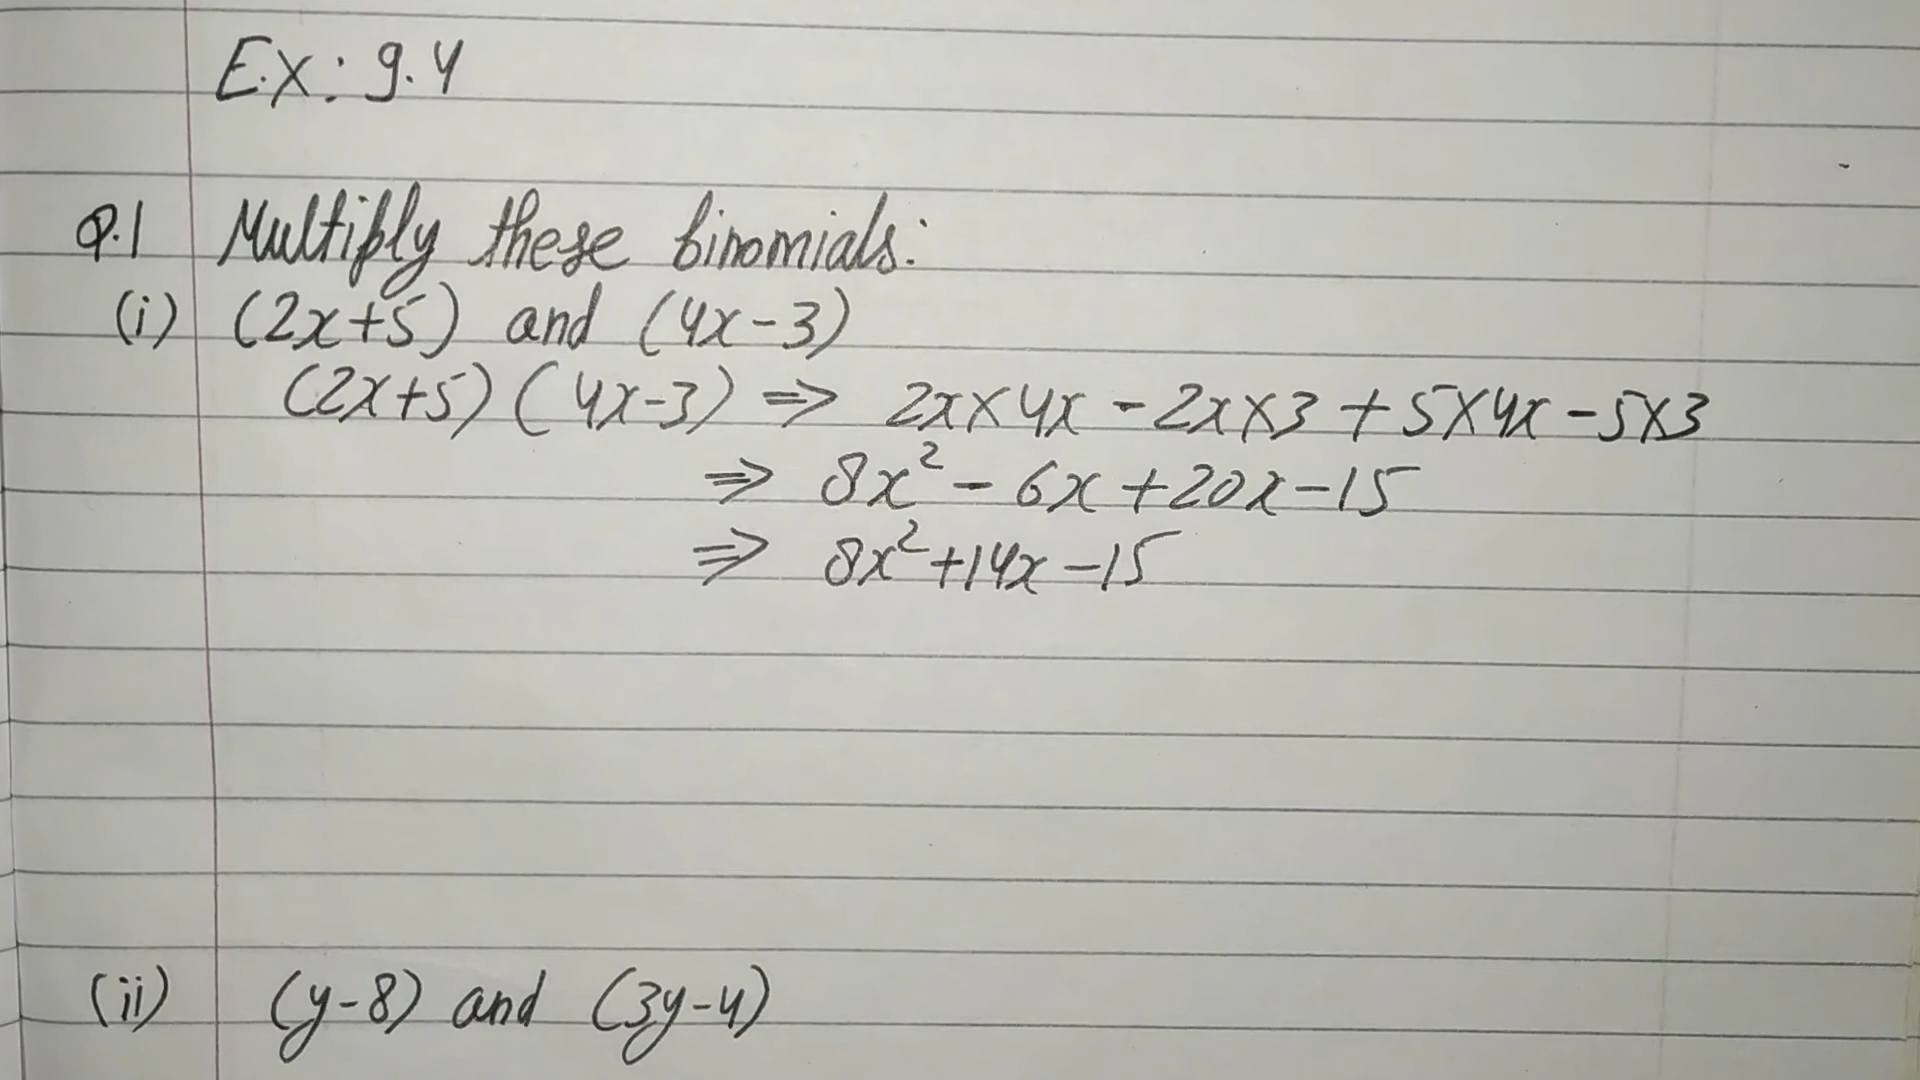 Ex: 9.4
Q.1 Multiply these binomials:
(i) (2x+5) and (4x-3)
(2x+5) (4x-3) ⇒ 2x×4x - 2x×3 + 5×4x - 5×3
⇒ 8x² - 6x + 20x - 15
⇒ 8x² + 14x - 15
(ii) (y-8) and (3y-4)